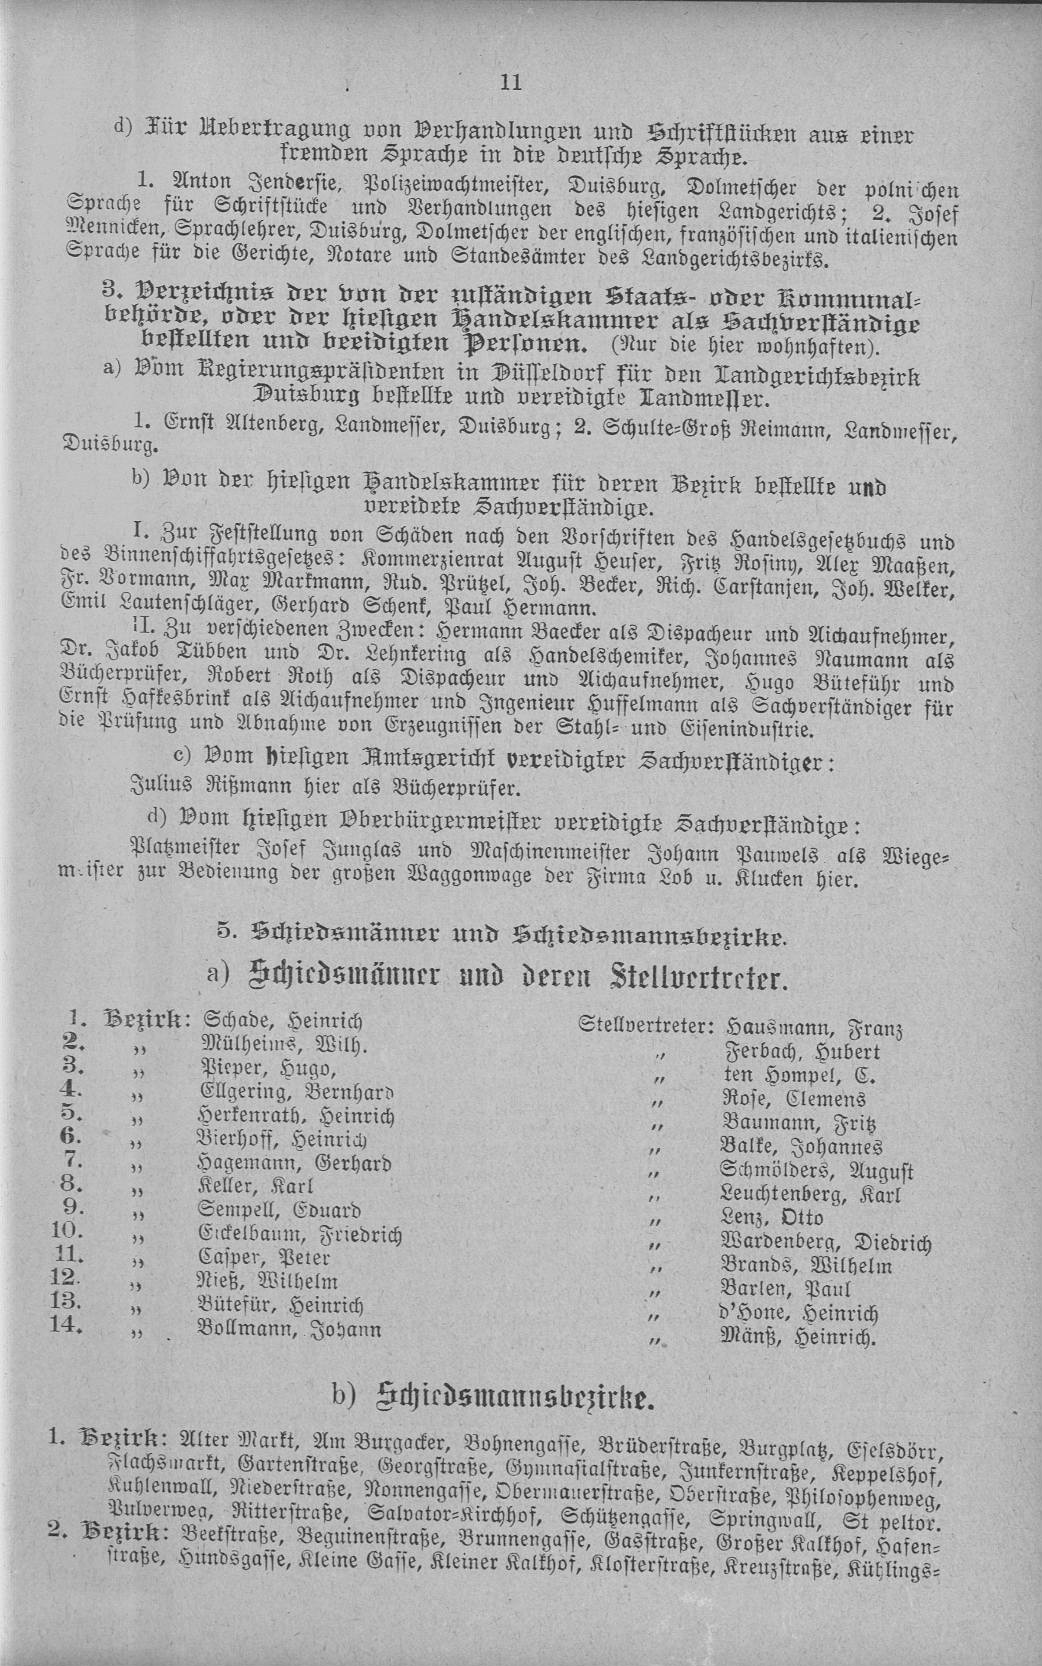 11
d) Für Uebertragung von Verhandlungen und Schriftstücken aus einer
fremden Sprache in die deutsche Sprache.
1. Anton Jendersie, Polizeiwachtmeister, Duisburg, Dolmetscher der polni chen
Sprache für Schriftstücke und Verhandlungen des hiesigen Landgerichts; 2. Josef
Mennicken, Sprachlehrer, Duisburg, Dolmetscher der englischen, französischen und italienischen
Sprache für die Gerichte, Notare und Standesämter des Landgerichtsbezirks.
3. Verzeichnis der von der zuständigen Staats- oder Kommunal-
behörde, oder der hiesigen Handelskammer als Sachverständige
bestellten und beeidigten Personen. (Nur die hier wohnhaften).
a) Vom Regierungspräsidenten in Düsseldorf für den Landgerichtsbezirk
Duisburg bestellte und vereidigte Landmesser.
1. Ernst Altenberg, Landmesser, Duisburg; 2. Schulte-Groß Reimann, Landmesser,
Duisburg.
b) Von der hiesigen Handelskammer für deren Bezirk bestellte und
vereidete Sachverständige.
I. Zur Feststellung von Schäden nach den Vorschriften des Handelsgesetzbuchs und
des Binnenschiffahrtsgesetzes: Kommerzienrat August Heuser, Fritz Rosiny, Alex Maaßen,
Fr. Vormann, Max Markmann, Rud. Prützel, Joh. Becker, Rich. Carstanjen, Joh. Welker,
Emil Lautenschläger, Gerhard Schenk, Paul Hermann.
II. Zu verschiedenen Zwecken: Hermann Baecker als Dispacheur und Aichaufnehmer,
Dr. Jakob Tübben und Dr. Lehnkering als Handelschemiker, Johannes Naumann als
Bücherprüfer, Robert Roth als Dispacheur und Aichaufnehmer, Hugo Büteführ und
Ernst Hafkesbrink als Aichaufnehmer und Ingenieur Huffelmann als Sachverständiger für
die Prüfung und Abnahme von Erzeugnissen der Stahl- und Eisenindustrie.
c) Vom hiesigen Amtsgericht vereidigter Sachverständiger:
Julius Rißmann hier als Bücherprüfer.
d) Vom hiesigen Oberbürgermeister vereidigte Sachverständige:
Platzmeister Josef Junglas und Maschinenmeister Johann Pauwels als Wiege-
meister zur Bedienung der großen Waggonwage der Firma Lob u. Klucken hier.
5. Schiedsmänner und Schiedsmannsbezirke.
a) Schiedsmänner und deren Stellvertreter.
1. Bezirk: Schade, Heinrich Stellvertreter: Hausmann, Franz
2. „ Mülheims, Wilh. „ Ferbach, Hubert
3. „ Pieper, Hugo, „ ten Hompel, C.
4. „ Ellgering, Bernhard „ Rose, Clemens
5. „ Herkenrath, Heinrich „ Baumann, Fritz
6. „ Bierhoff, Heinrich „ Balke, Johannes
7. „ Hagemann, Gerhard „ Schmölders, August
8. „ Keller, Karl „ Leuchtenberg, Karl
9. „ Sempell, Eduard „ Lenz, Otto
10. „ Eickelbaum, Friedrich „ Wardenberg, Diedrich
11. „ Casper, Peter „ Brands, Wilhelm
12. „ Nieß, Wilhelm „ Barlen, Paul
13. „ Bütefür, Heinrich „ d'Hone, Heinrich
14. „ Bollmann, Johann „ Mänß, Heinrich.
b) Schiedsmannsbezirke.
1. Bezirk: Alter Markt, Am Burgacker, Bohnengasse, Brüderstraße, Burgplatz, Eselsdörr,
Flachsmarkt, Gartenstraße, Georgstraße, Gymnasialstraße, Junkernstraße, Keppelshof,
Kuhlenwall, Niederstraße, Nonnengasse, Obermauerstraße, Oberstraße, Philosophenweg,
Pulverweg, Ritterstraße, Salvator-Kirchhof, Schützengasse, Springwall, St peltor.
2. Bezirk: Beekstraße, Beguinenstraße, Brunnengasse, Gasstraße, Großer Kalkhof, Hafen-
straße, Hundsgasse, Kleine Gasse, Kleiner Kalkhof, Klosterstraße, Kreuzstraße, Kühlings-